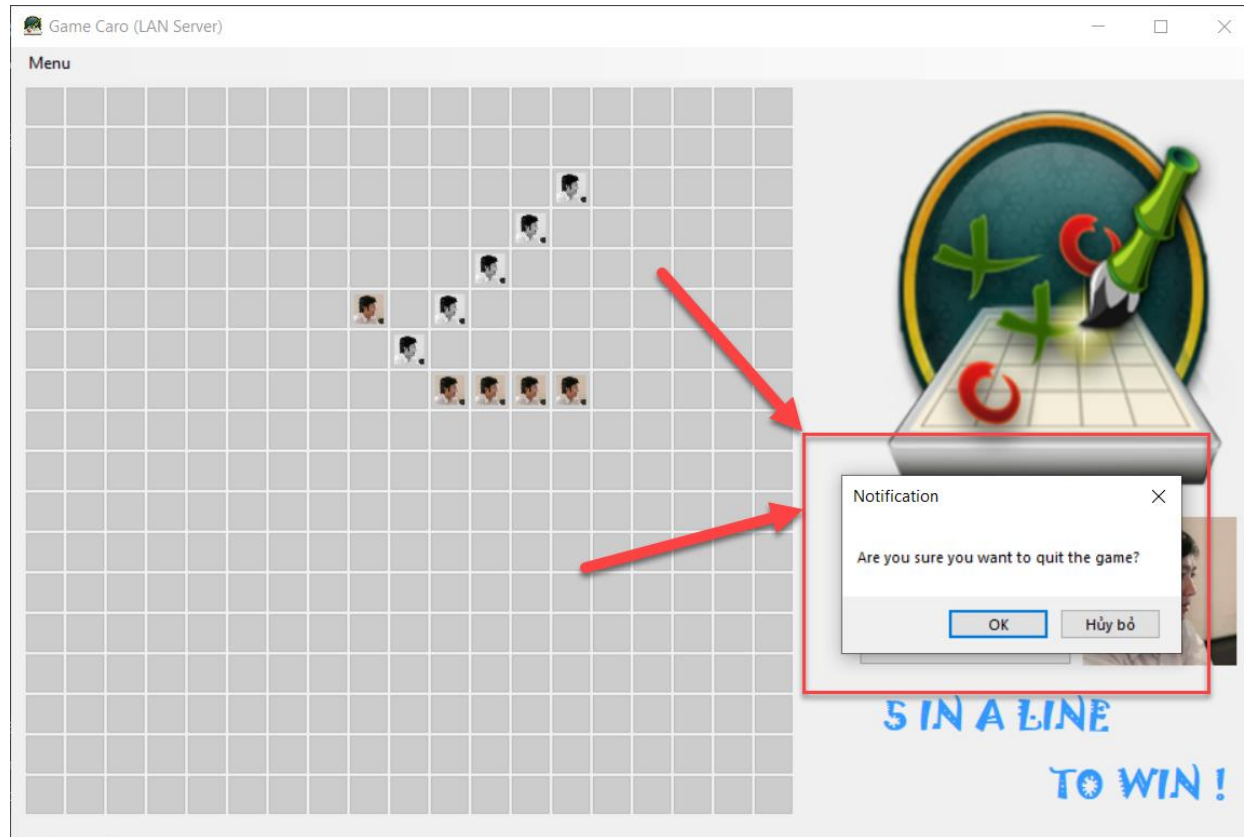 Game Caro (LAN Server)
Menu
Notification
Are you sure you want to quit the game?
OK
Hủy bỏ
5 IN A LINE
TO WIN !